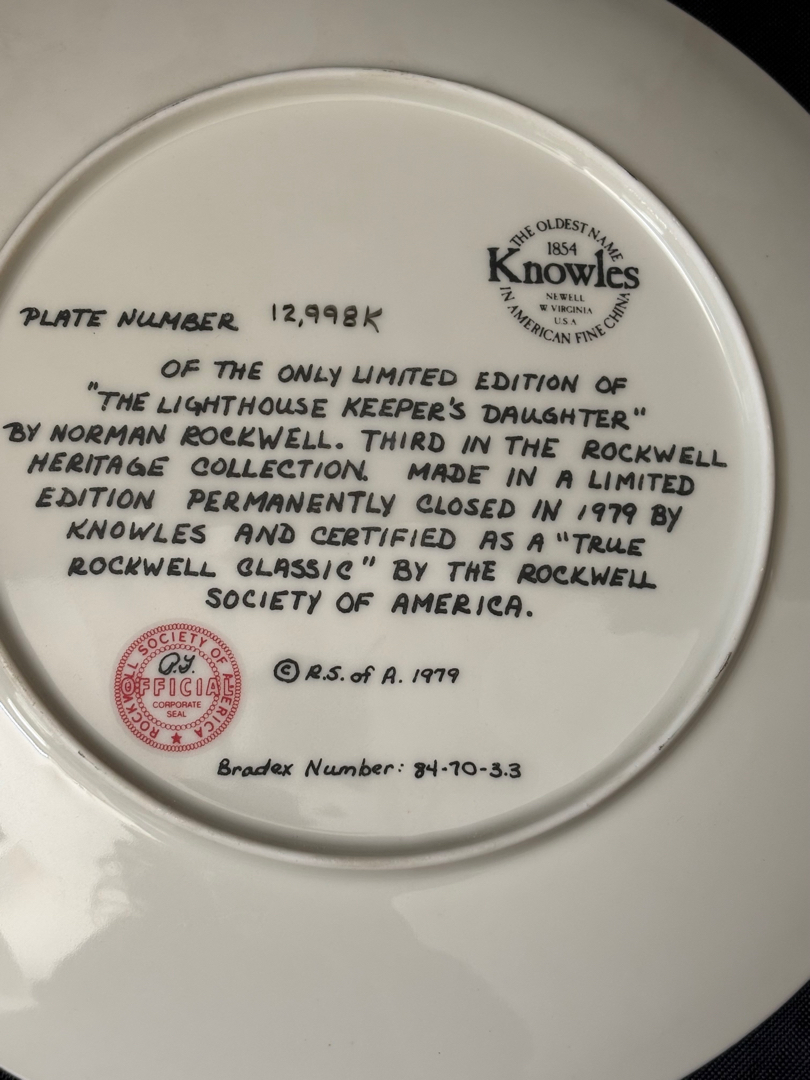 THE OLDEST NAME
1854
Knowles
NEWELL
W VIRGINIA
U.S.A
IN AMERICAN FINE CHINA
PLATE NUMBER 12,998K
OF THE ONLY LIMITED EDITION OF
"THE LIGHTHOUSE KEEPER'S DAUGHTER"
BY NORMAN ROCKWELL. THIRD IN THE ROCKWELL
HERITAGE COLLECTION. MADE IN A LIMITED
EDITION PERMANENTLY CLOSED IN 1979 BY
KNOWLES AND CERTIFIED AS A "TRUE
ROCKWELL CLASSIC" BY THE ROCKWELL
SOCIETY OF AMERICA.
ROCKWELL SOCIETY OF AMERICA
OFFICIAL
CORPORATE
SEAL
© R.S. of A. 1979
Bradex Number: 84-70-3.3